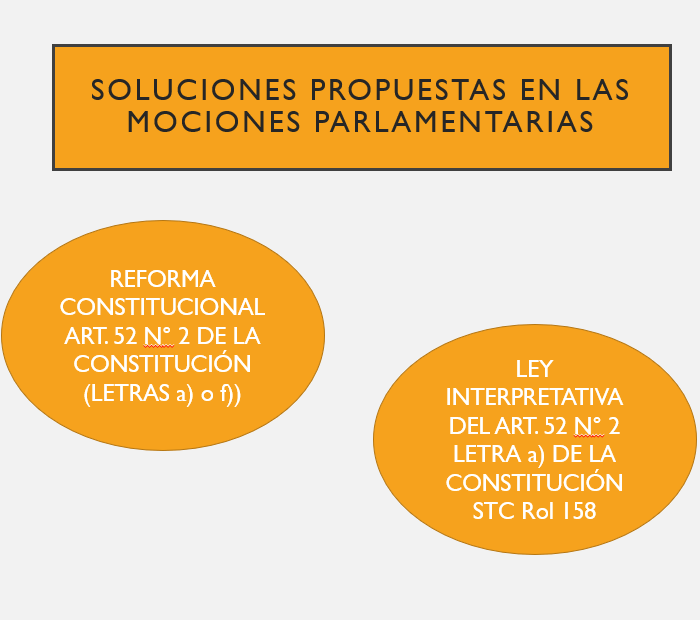 SOLUCIONES PROPUESTAS EN LAS
MOCIONES PARLAMENTARIAS
REFORMA
CONSTITUCIONAL
ART. 52 N° 2 DE LA
CONSTITUCIÓN
(LETRAS a) o f))
LEY
INTERPRETATIVA
DEL ART. 52 N° 2
LETRA a) DE LA
CONSTITUCIÓN
STC Rol 158